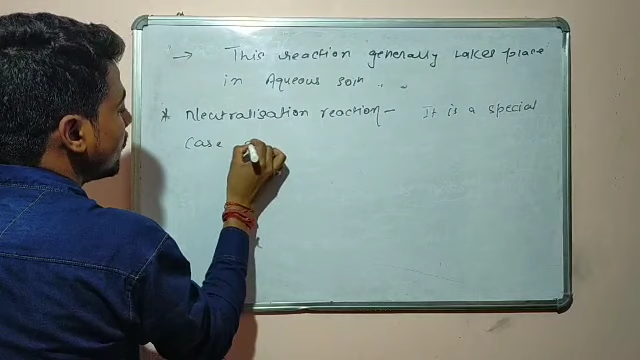 → This reaction generally takes place
in Aqueous soln.
* Neutralisation reaction - It is a special
case